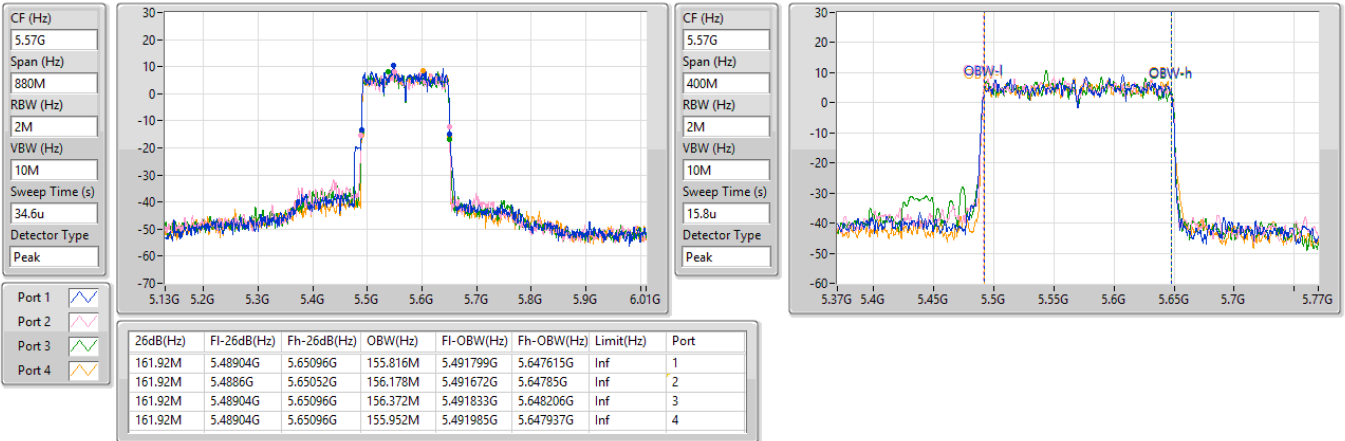 CF (Hz)
5.57G
Span (Hz)
880M
RBW (Hz)
2M
VBW (Hz)
10M
Sweep Time (s)
34.6u
Detector Type
Peak
30
20
10
0
-10
-20
-30
-40
-50
-60
-70
5.13G 5.2G 5.3G 5.4G 5.5G 5.6G 5.7G 5.8G 5.9G 6.01G
CF (Hz)
5.57G
Span (Hz)
400M
RBW (Hz)
2M
VBW (Hz)
10M
Sweep Time (s)
15.8u
Detector Type
Peak
30
20
10
0
-10
-20
-30
-40
-50
-60
OBW-l OBW-h
5.37G 5.4G 5.45G 5.5G 5.55G 5.6G 5.65G 5.7G 5.77G
Port 1
Port 2
Port 3
Port 4
26dB(Hz) Fl-26dB(Hz) Fh-26dB(Hz) OBW(Hz) Fl-OBW(Hz) Fh-OBW(Hz) Limit(Hz) Port
161.92M 5.48904G 5.65096G 155.816M 5.491799G 5.647615G Inf 1
161.92M 5.4886G 5.65052G 156.178M 5.491672G 5.64785G Inf 2
161.92M 5.48904G 5.65096G 156.372M 5.491833G 5.648206G Inf 3
161.92M 5.48904G 5.65096G 155.952M 5.491985G 5.647937G Inf 4